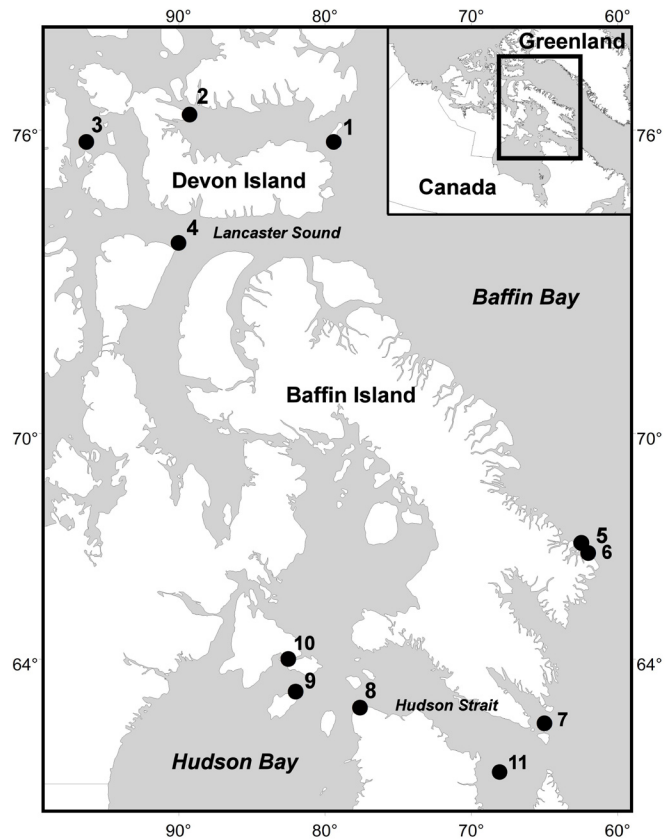 90° 80° 70° 60°
Greenland
Canada
2
1
3
76° 76°
Devon Island
4 Lancaster Sound
Baffin Bay
Baffin Island
70° 70°
5
6
10
64° 64°
9
8 Hudson Strait
7
Hudson Bay
11
90° 80° 70° 60°